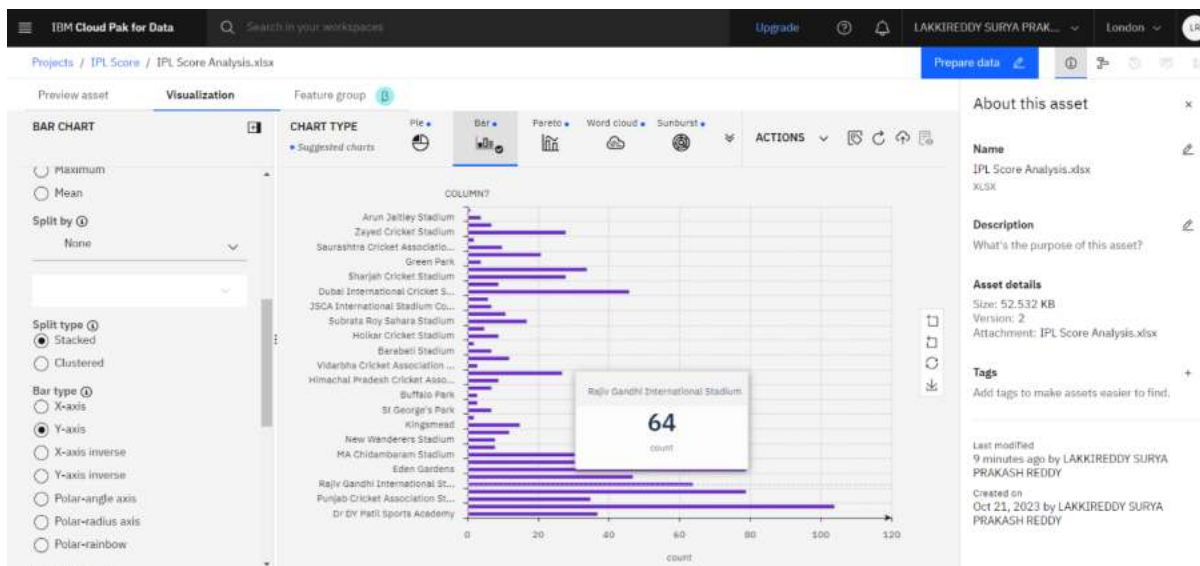 IBM Cloud Pak for Data
Search in your workspaces
Upgrade
LAKKIREDDY SURYA PRAK...
London
LR
Projects / IPL Score / IPL Score Analysis.xlsx
Prepare data
Preview asset
Visualization
Feature group
β
BAR CHART
Maximum
Mean
Split by
None
Split type
Stacked
Clustered
Bar type
X-axis
Y-axis
X-axis inverse
Y-axis inverse
Polar-angle axis
Polar-radius axis
Polar-rainbow
CHART TYPE
Suggested charts
Pie
Bar
Pareto
Word cloud
Sunburst
ACTIONS
COLUMN7
Arun Jaitley Stadium
Zayed Cricket Stadium
Saurashtra Cricket Associatio...
Green Park
Sharjah Cricket Stadium
Dubai International Cricket S...
JSCA International Stadium Co...
Subrata Roy Sahara Stadium
Holkar Cricket Stadium
Barabati Stadium
Vidarbha Cricket Association ...
Himachal Pradesh Cricket Asso...
Buffalo Park
St George's Park
Kingsmead
New Wanderers Stadium
MA Chidambaram Stadium
Eden Gardens
Rajiv Gandhi International St...
Punjab Cricket Association St...
Dr DY Patil Sports Academy
0 20 40 60 80 100 120
count
Rajiv Gandhi International Stadium
64
count
About this asset
Name
IPL Score Analysis.xlsx
XLSX
Description
What's the purpose of this asset?
Asset details
Size: 52.532 KB
Version: 2
Attachment: IPL Score Analysis.xlsx
Tags
Add tags to make assets easier to find.
Last modified
9 minutes ago by LAKKIREDDY SURYA
PRAKASH REDDY
Created on
Oct 21, 2023 by LAKKIREDDY SURYA
PRAKASH REDDY